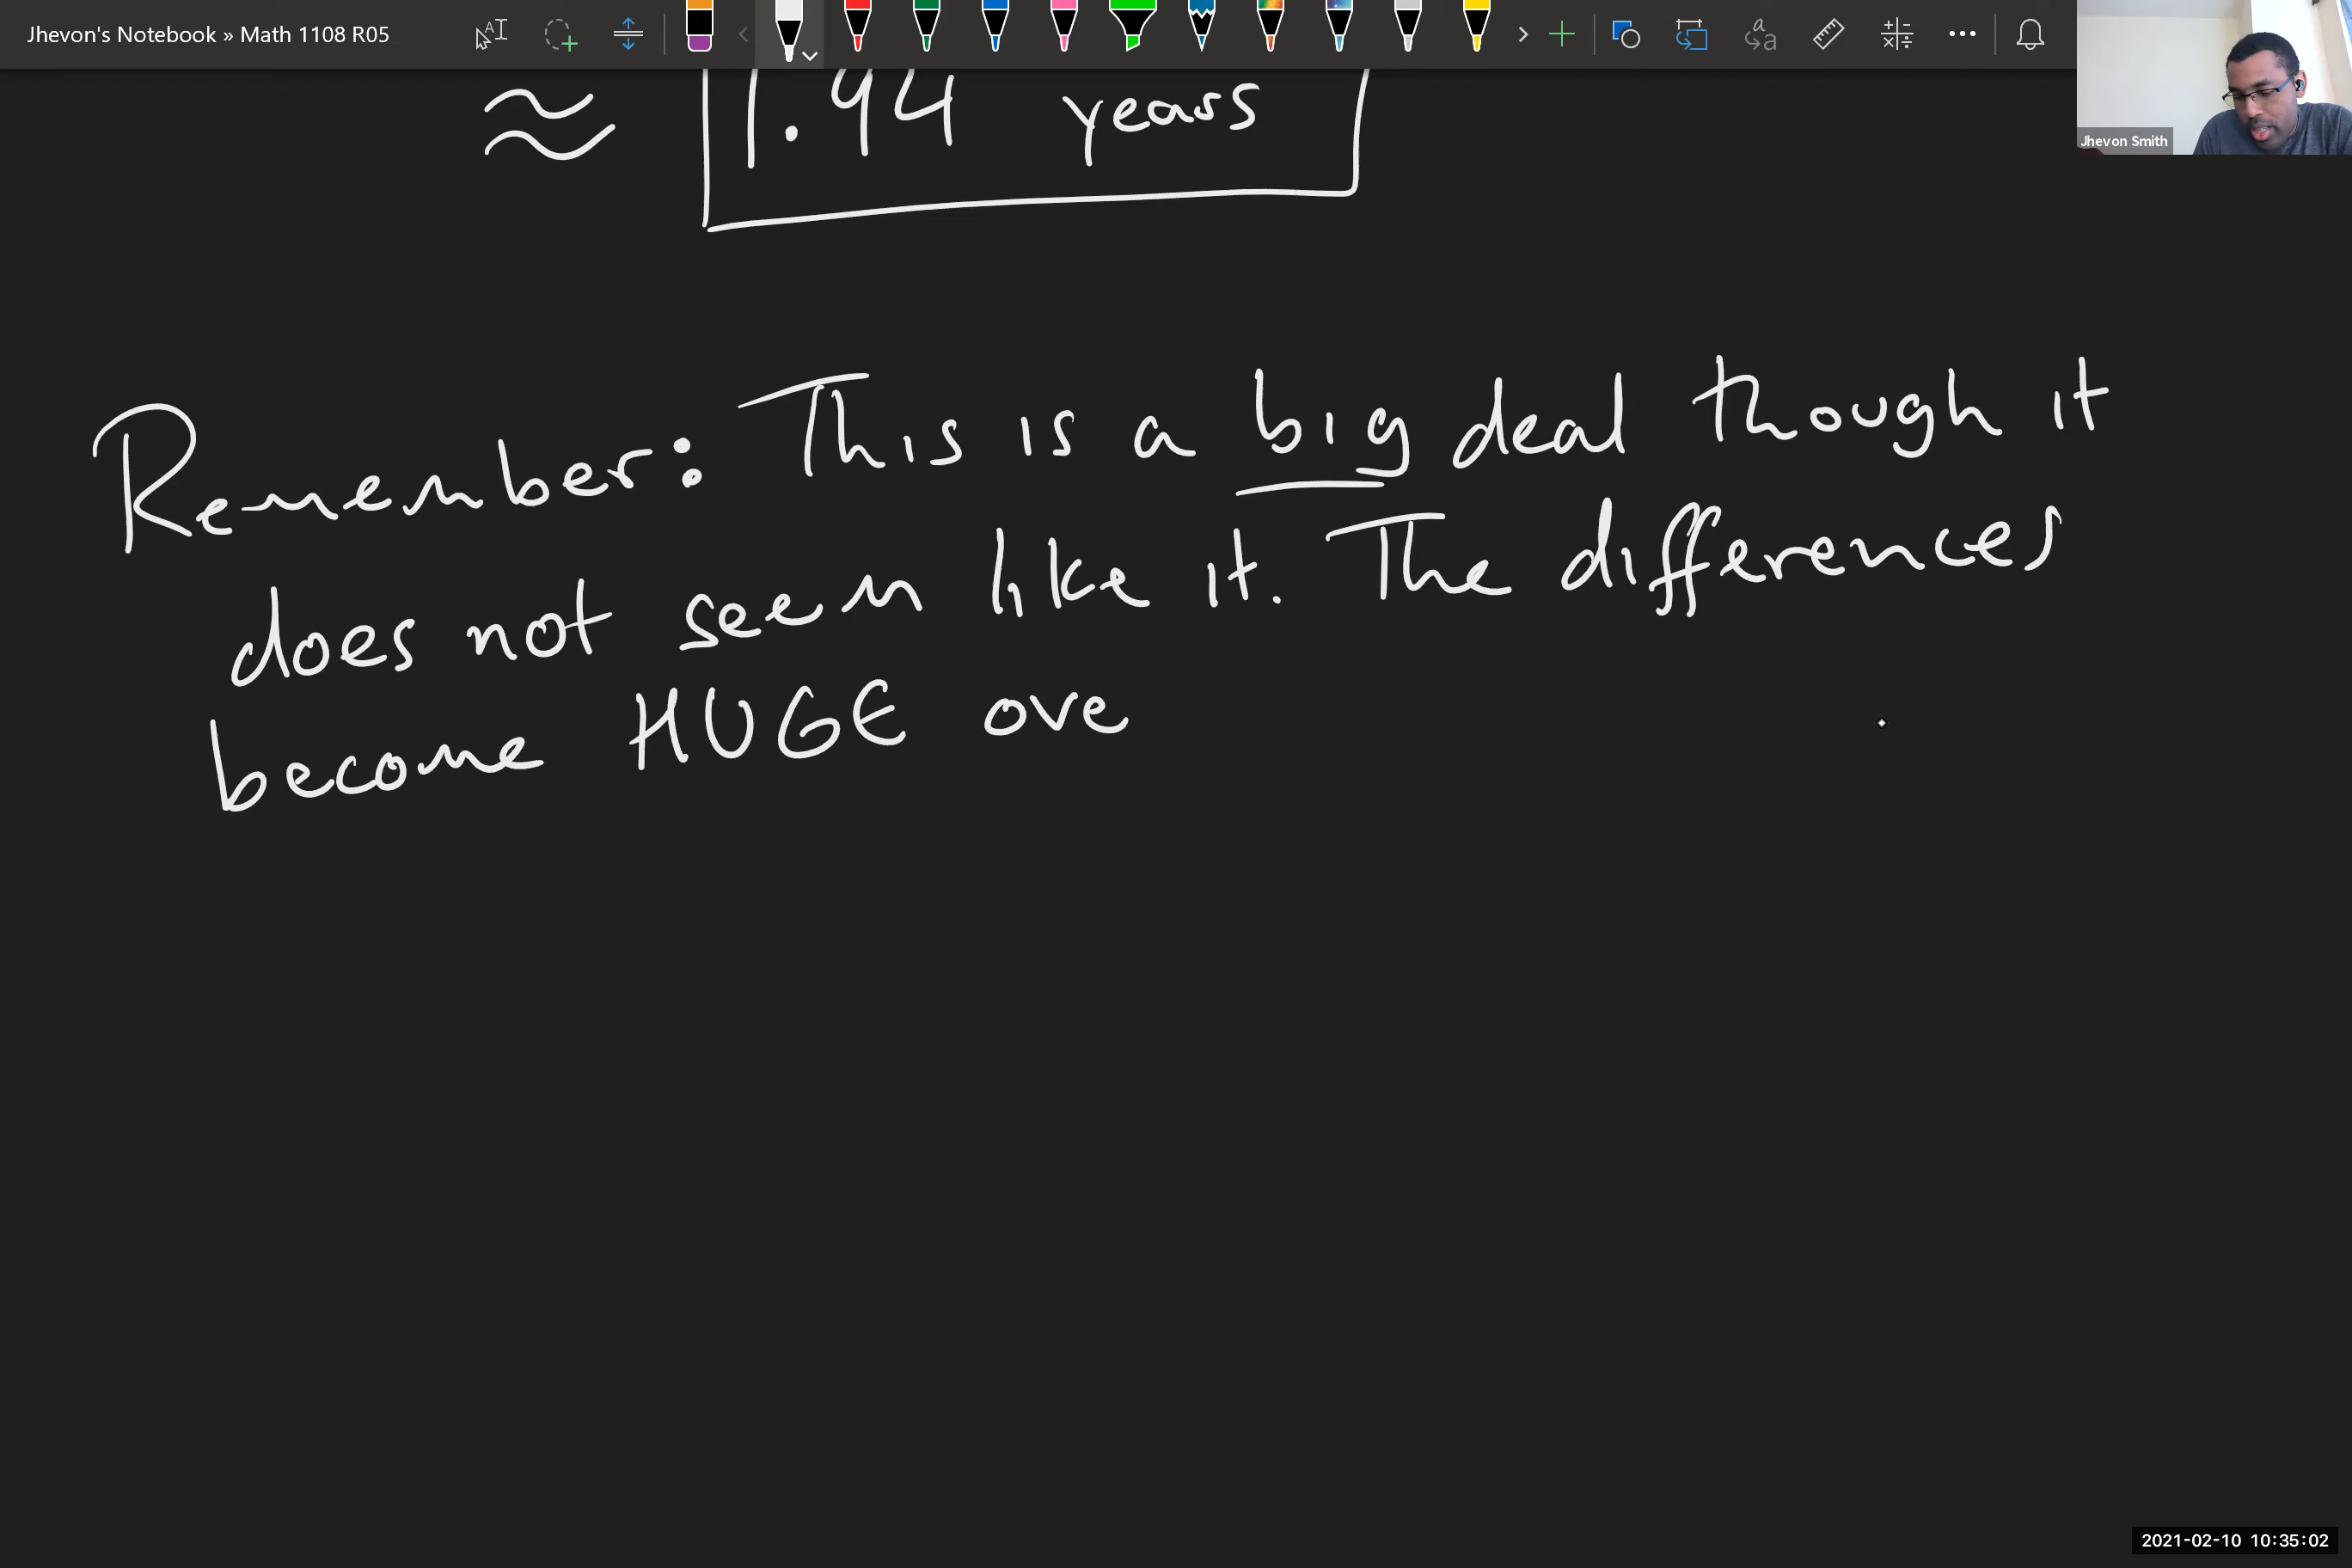 Jhevon's Notebook » Math 1108 R05
Jhevon Smith
≈ 1.94 years
Remember: This is a big deal though it
does not seem like it. The differences
become HUGE ove
2021-02-10 10:35:02